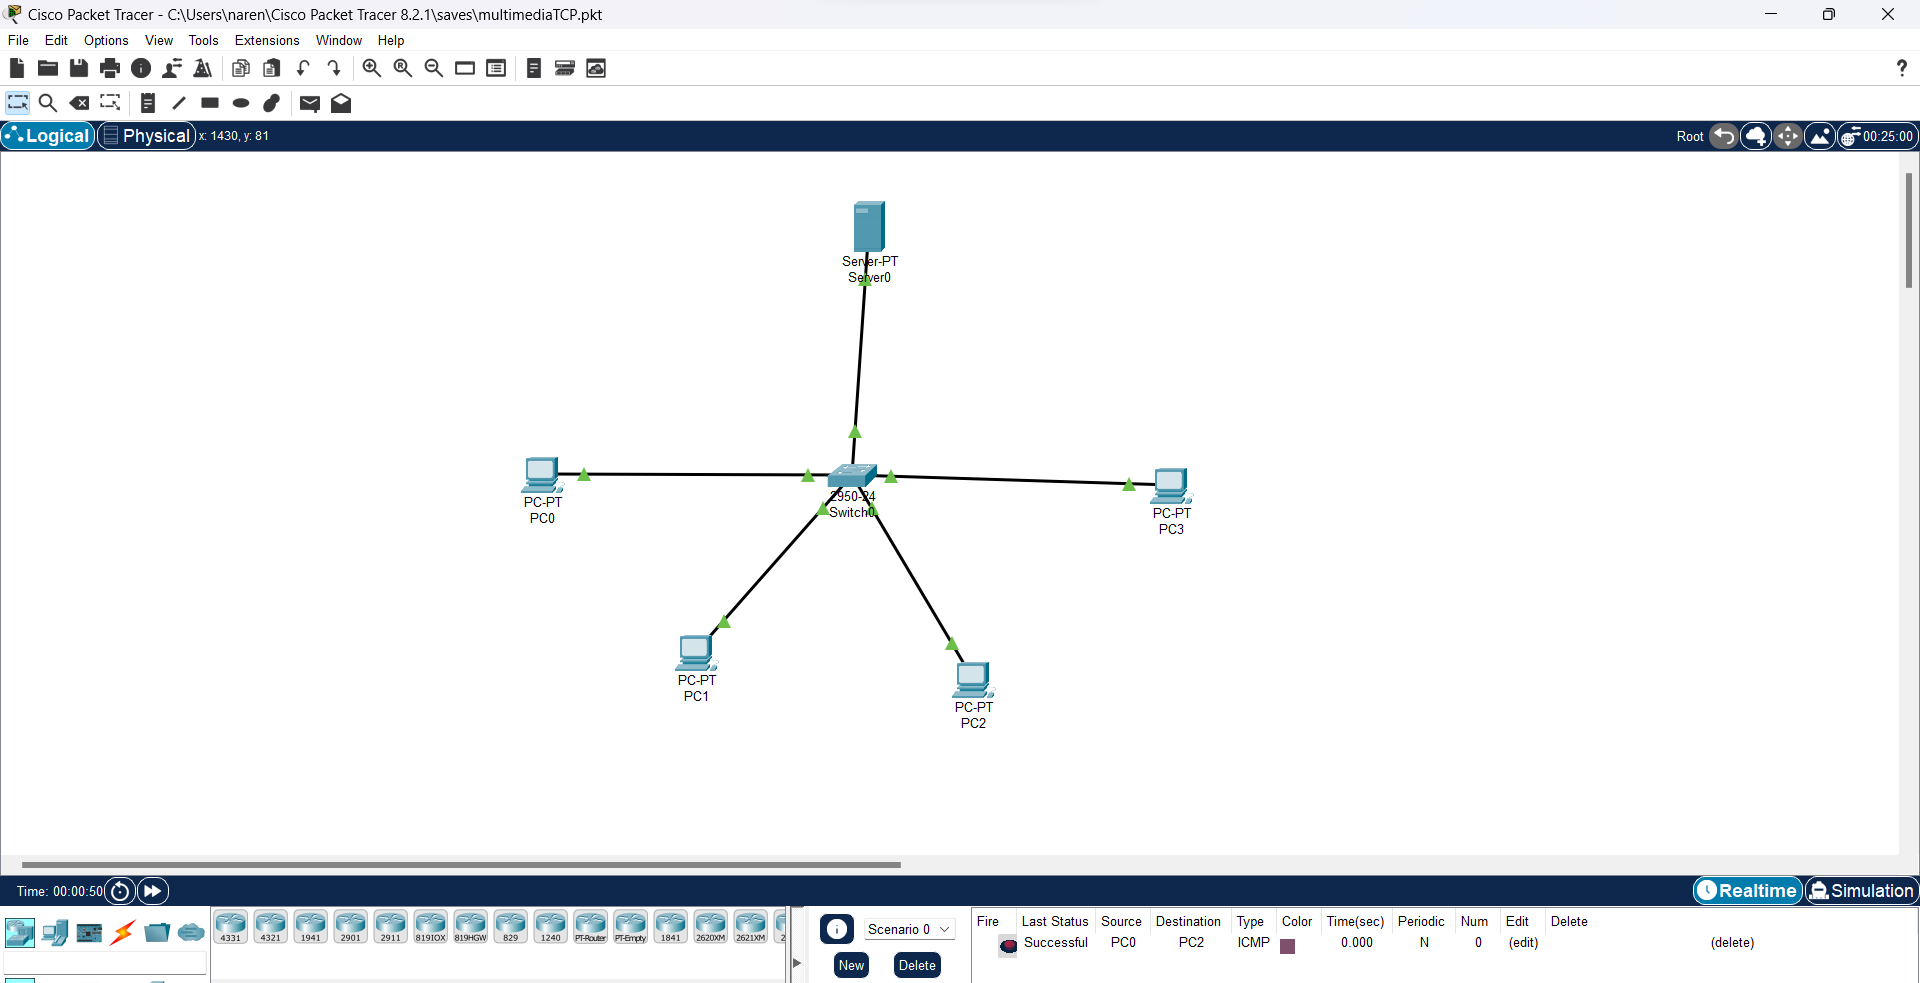 Cisco Packet Tracer - C:\Users\naren\Cisco Packet Tracer 8.2.1\saves\multimediaTCP.pkt
File Edit Options View Tools Extensions Window Help
?
Logical Physical x: 1430, y: 81 Root 00:25:00
Server-PT
Server0
PC-PT
PC0
2950-24
Switch0
PC-PT
PC3
PC-PT
PC1
PC-PT
PC2
Time: 00:00:50 Realtime Simulation
4331 4321 1941 2901 2911 819IOX 819HGW 829 1240 PT-Router PT-Empty 1841 2620XM 2621XM 2
Scenario 0
New Delete
Fire Last Status Source Destination Type Color Time(sec) Periodic Num Edit Delete
Successful PC0 PC2 ICMP 0.000 N 0 (edit) (delete)